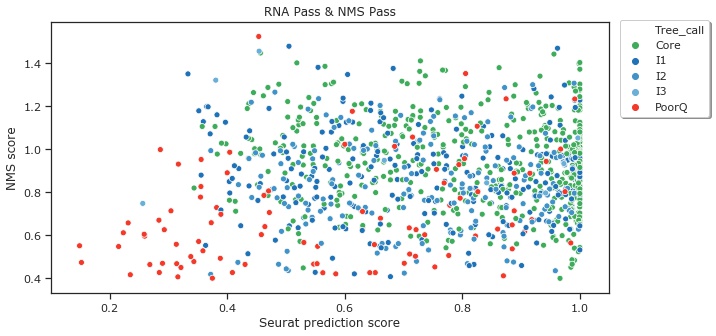 RNA Pass & NMS Pass
NMS score
1.4
1.2
1.0
0.8
0.6
0.4
0.2
0.4
0.6
0.8
1.0
Seurat prediction score
Tree_call
Core
I1
I2
I3
PoorQ